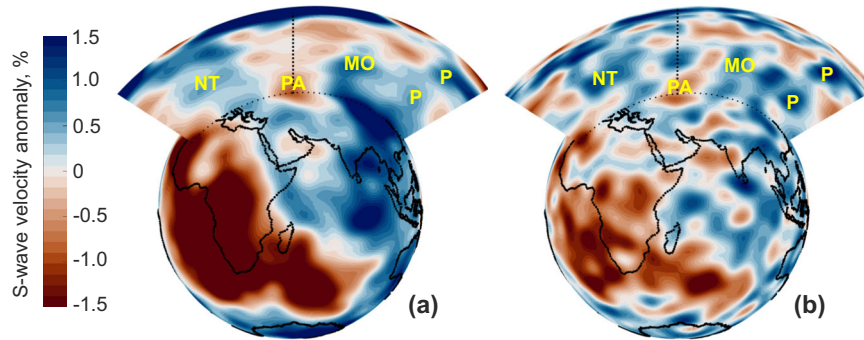 S-wave velocity anomaly, %
1.5
1.0
0.5
0
-0.5
-1.0
-1.5
NT
PA
MO
P
P
(a)
NT
PA
MO
P
P
(b)